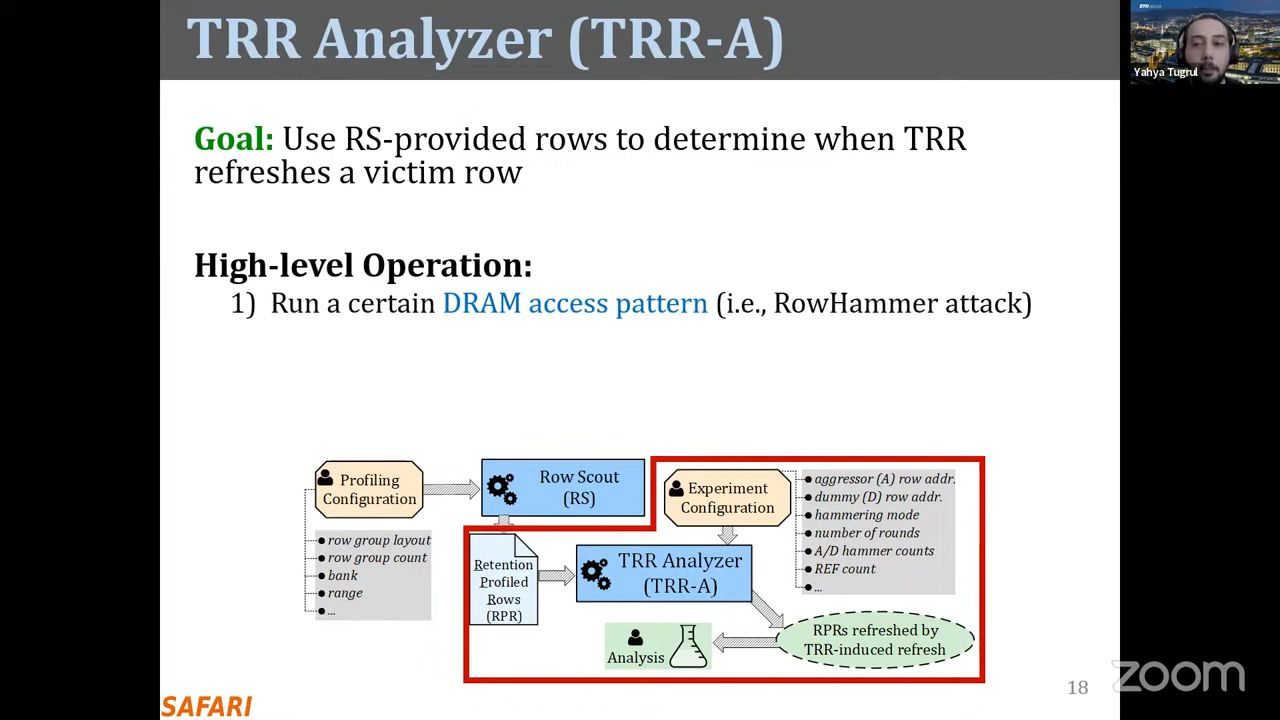 TRR Analyzer (TRR-A)
ETH zürich
Yahya Tugrul
Goal: Use RS-provided rows to determine when TRR
refreshes a victim row
High-level Operation:
1) Run a certain DRAM access pattern (i.e., RowHammer attack)
Profiling
Configuration
row group layout
row group count
bank
range
...
Row Scout
(RS)
Experiment
Configuration
aggressor (A) row addr.
dummy (D) row addr.
hammering mode
number of rounds
A/D hammer counts
REF count
...
Retention
Profiled
Rows
(RPR)
TRR Analyzer
(TRR-A)
RPRs refreshed by
TRR-induced refresh
Analysis
SAFARI
18
zoom